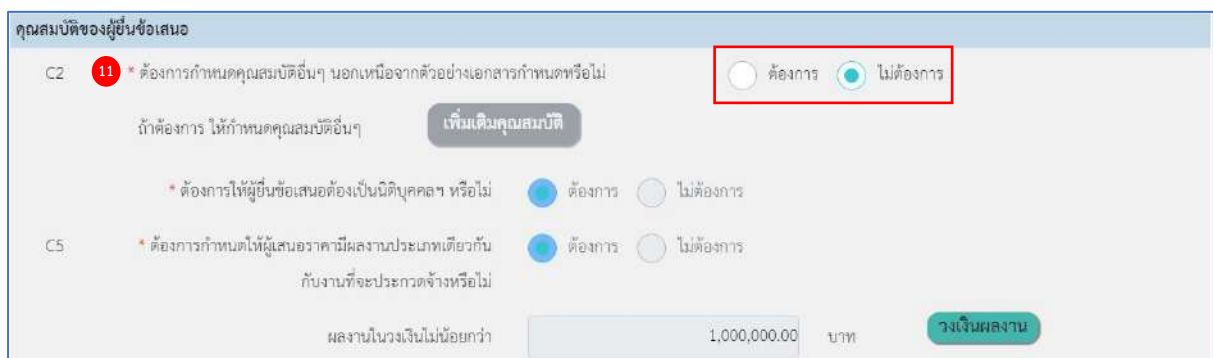 คุณสมบัติของผู้ยื่นข้อเสนอ
C2 11 * ต้องการกำหนดคุณสมบัติอื่นๆ นอกเหนือจากตัวอย่างเอกสารกำหนดหรือไม่ ต้องการ ไม่ต้องการ
ถ้าต้องการ ให้กำหนดคุณสมบัติอื่นๆ เพิ่มเติมคุณสมบัติ
* ต้องการให้ผู้ยื่นข้อเสนอต้องเป็นนิติบุคคลฯ หรือไม่ ต้องการ ไม่ต้องการ
C5 * ต้องการกำหนดให้ผู้เสนอราคามีผลงานประเภทเดียวกัน ต้องการ ไม่ต้องการ
กับงานที่จะประกวดจ้างหรือไม่
ผลงานในวงเงินไม่น้อยกว่า 1,000,000.00 บาท วงเงินผลงาน